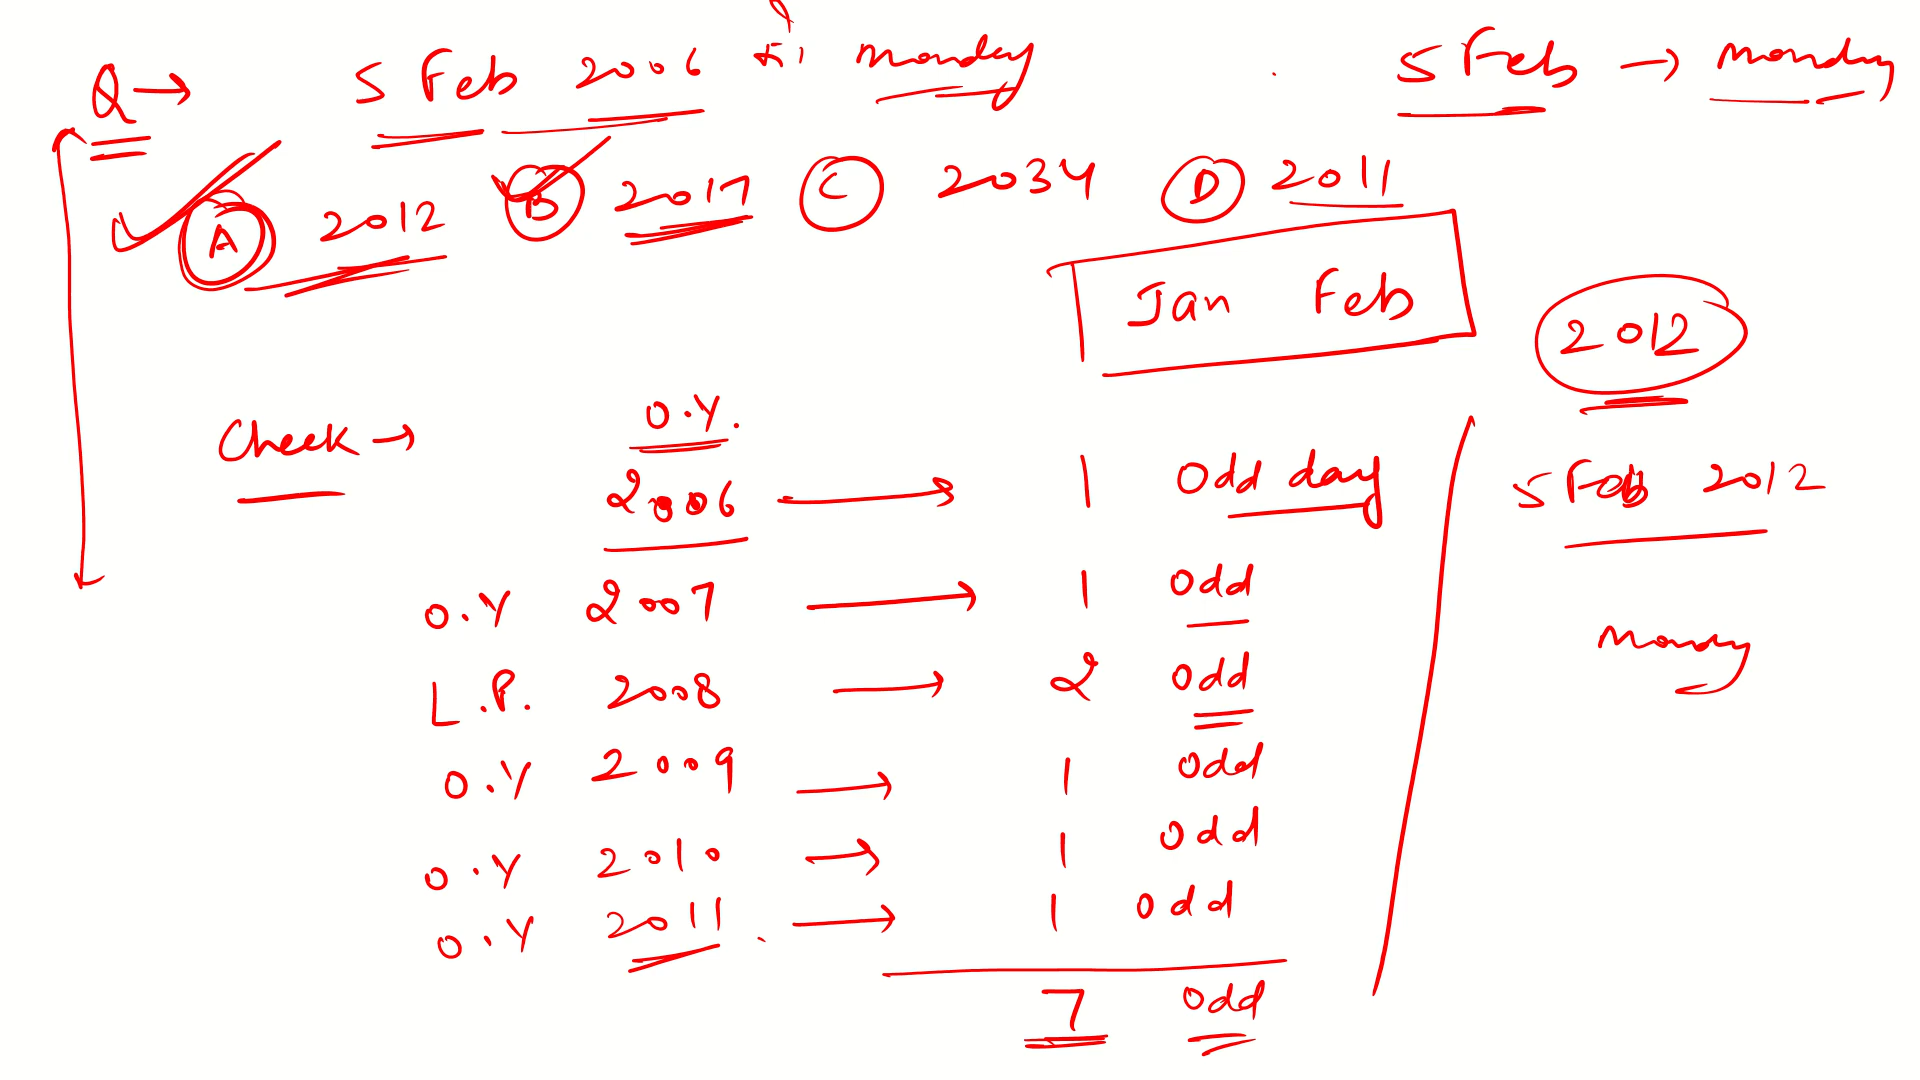 Q → 5 Feb 2006 को Monday 5 Feb → Monday
A 2012 B 2017 C 2034 D 2011
Jan Feb
2012
Check → O.Y.
2006 → 1 Odd day
5 Feb 2012
O.Y 2007 → 1 Odd
Monday
L.P. 2008 → 2 Odd
O.Y 2009 → 1 Odd
O.Y 2010 → 1 Odd
O.Y 2011 → 1 Odd
7 Odd